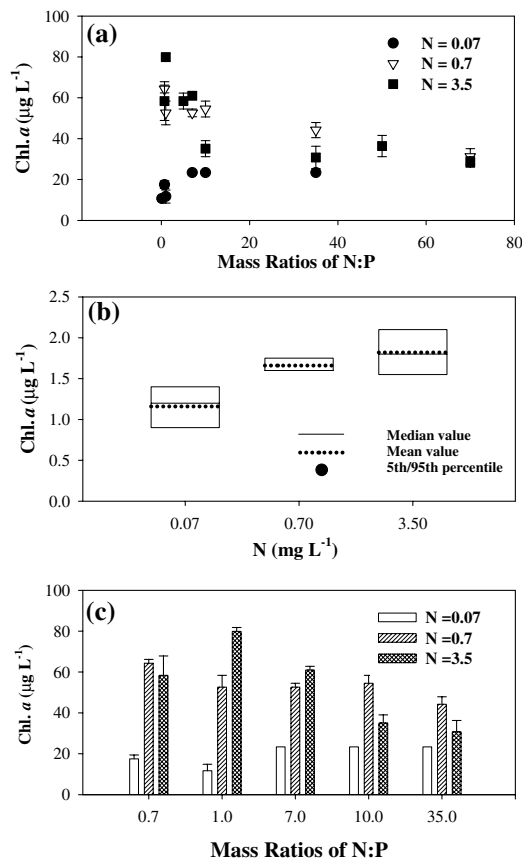 (a)
N = 0.07
N = 0.7
N = 3.5
Chl. a (µg L⁻¹)
100
80
60
40
20
0
0 20 40 60 80
Mass Ratios of N:P
(b)
Chl. a (µg L⁻¹)
2.5
2.0
1.5
1.0
0.5
0.0
Median value
Mean value
5th/95th percentile
0.07 0.70 3.50
N (mg L⁻¹)
(c)
N =0.07
N =0.7
N =3.5
Chl. a (µg L⁻¹)
100
80
60
40
20
0
0.7 1.0 7.0 10.0 35.0
Mass Ratios of N:P